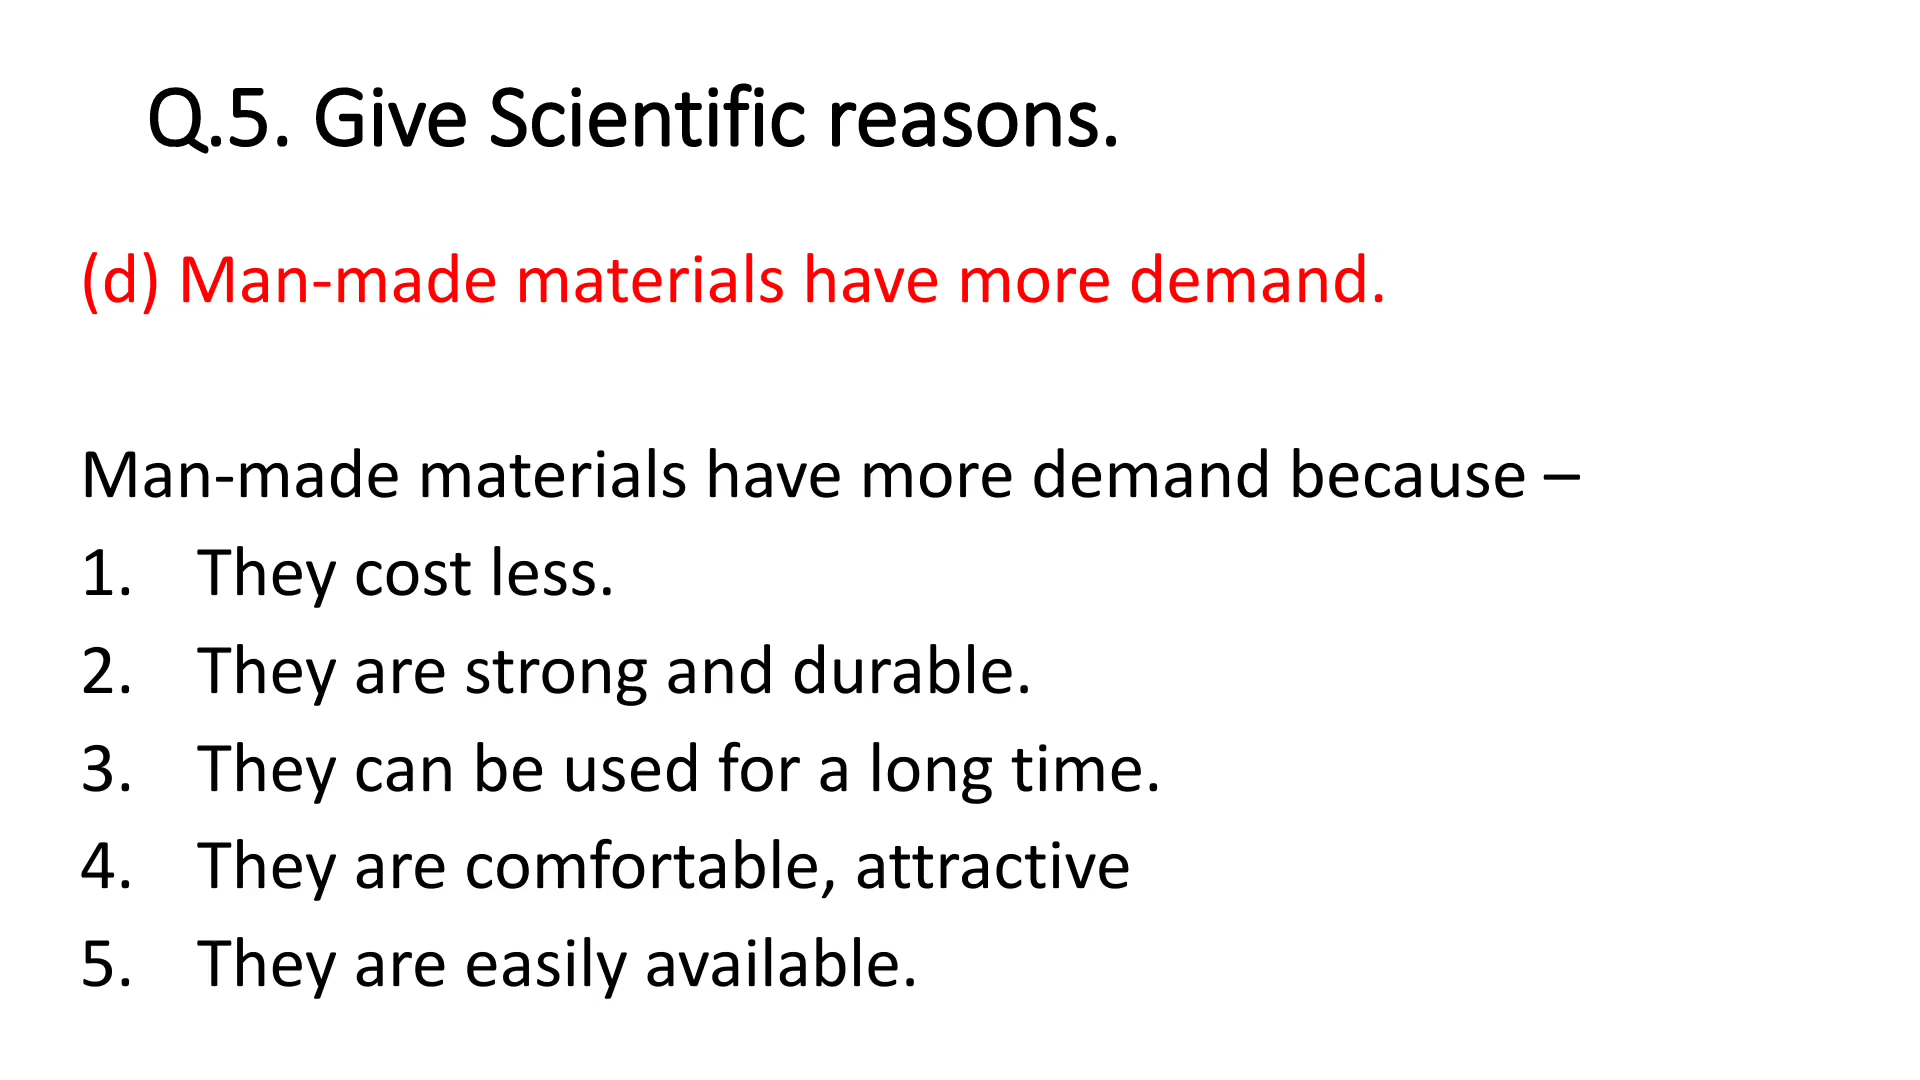 Q.5. Give Scientific reasons.
(d) Man-made materials have more demand.
Man-made materials have more demand because –
1. They cost less.
2. They are strong and durable.
3. They can be used for a long time.
4. They are comfortable, attractive
5. They are easily available.